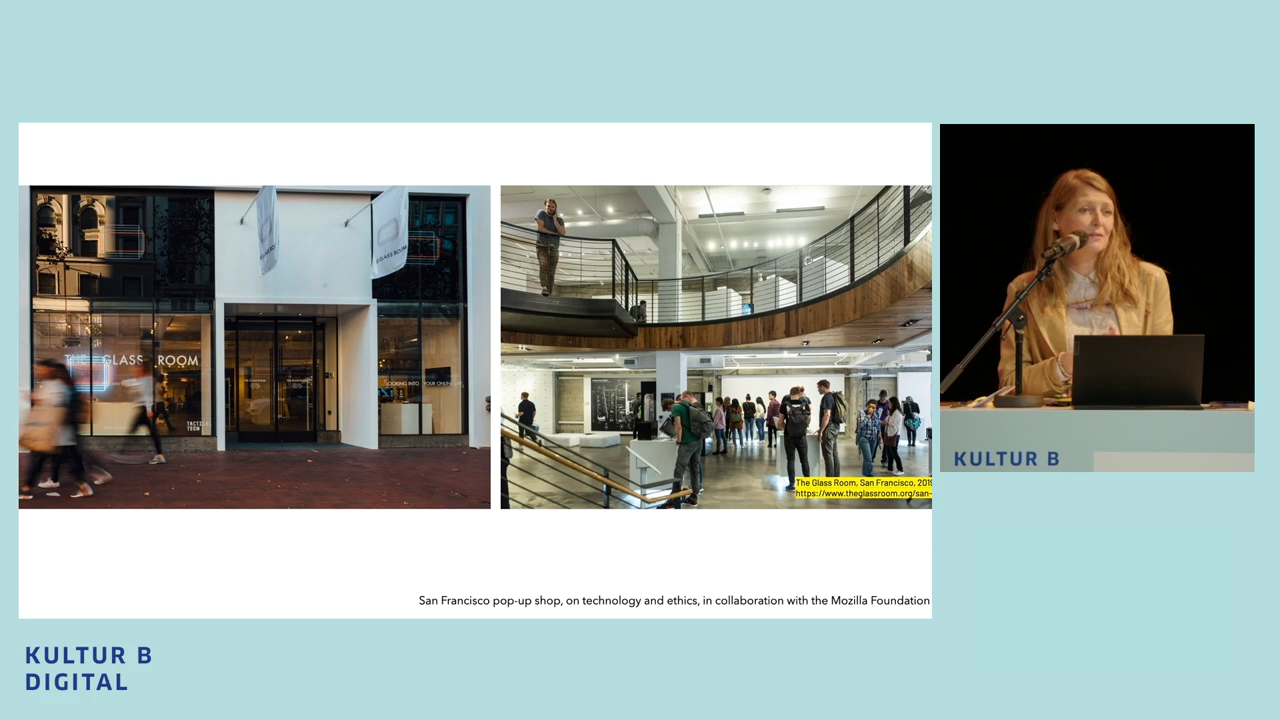 THE GLASS ROOM
GLASS ROOM
LOOKING INTO YOUR ONLINE LIFE
TACTICAL
TECH
The Glass Room, San Francisco, 2019
https://www.theglassroom.org/san-
San Francisco pop-up shop, on technology and ethics, in collaboration with the Mozilla Foundation
KULTUR B
KULTUR B
DIGITAL